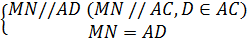 MN//AD (MN // AC, D ∈ AC)
MN = AD